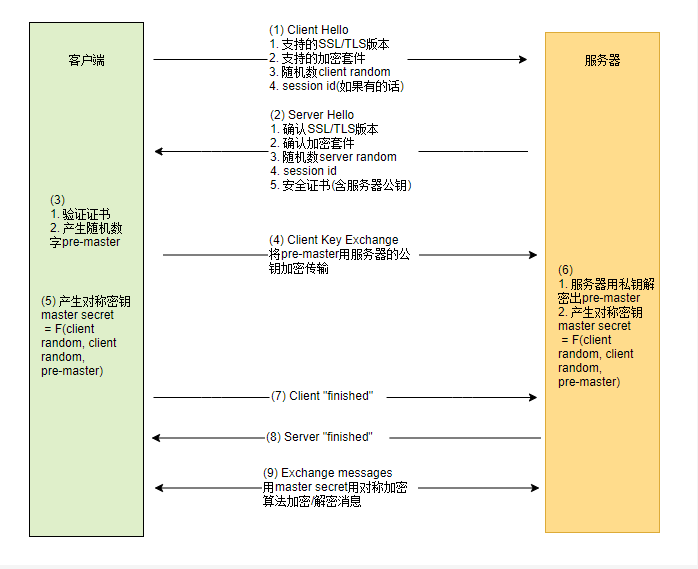 客户端
服务器
(1) Client Hello
1. 支持的SSL/TLS版本
2. 支持的加密套件
3. 随机数client random
4. session id(如果有的话)
(2) Server Hello
1. 确认SSL/TLS版本
2. 确认加密套件
3. 随机数server random
4. session id
5. 安全证书(含服务器公钥)
(3)
1. 验证证书
2. 产生随机数
字pre-master
(4) Client Key Exchange
将pre-master用服务器的公
钥加密传输
(5) 产生对称密钥
master secret
= F(client
random, client
random,
pre-master)
(6)
1. 服务器用私钥解
密出pre-master
2. 产生对称密钥
master secret
= F(client
random, client
random,
pre-master)
(7) Client "finished"
(8) Server "finished"
(9) Exchange messages
用master secret用对称加密
算法加密/解密消息